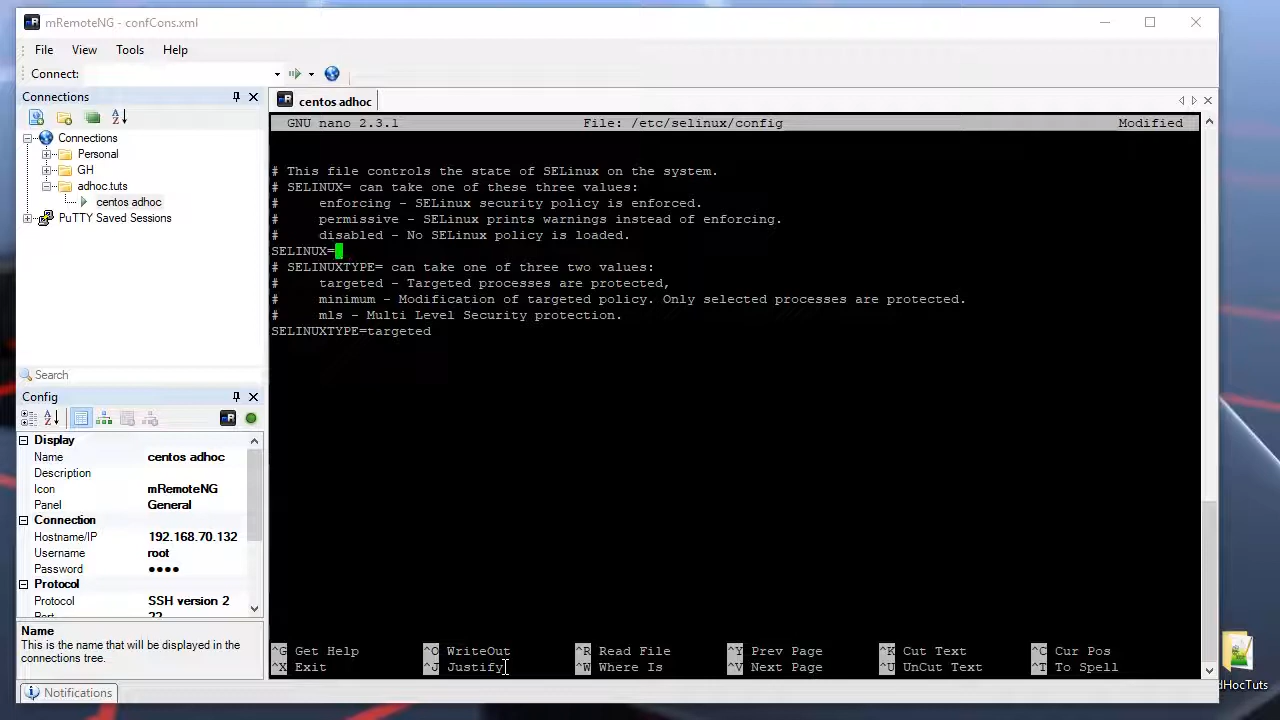 mRemoteNG - confCons.xml
File View Tools Help
Connect:
Connections
centos adhoc
Connections
Personal
GH
adhoc.tuts
centos adhoc
PuTTY Saved Sessions
Search
Config
Display
Name centos adhoc
Description
Icon mRemoteNG
Panel General
Connection
Hostname/IP 192.168.70.132
Username root
Password ●●●●
Protocol
Protocol SSH version 2
Port 22
Name
This is the name that will be displayed in the
connections tree.
Notifications
GNU nano 2.3.1 File: /etc/selinux/config Modified
# This file controls the state of SELinux on the system.
# SELINUX= can take one of these three values:
# enforcing - SELinux security policy is enforced.
# permissive - SELinux prints warnings instead of enforcing.
# disabled - No SELinux policy is loaded.
SELINUX=
# SELINUXTYPE= can take one of three two values:
# targeted - Targeted processes are protected,
# minimum - Modification of targeted policy. Only selected processes are protected.
# mls - Multi Level Security protection.
SELINUXTYPE=targeted
^G Get Help ^O WriteOut ^R Read File ^Y Prev Page ^K Cut Text ^C Cur Pos
^X Exit ^J Justify ^W Where Is ^V Next Page ^U UnCut Text ^T To Spell
dHocTuts